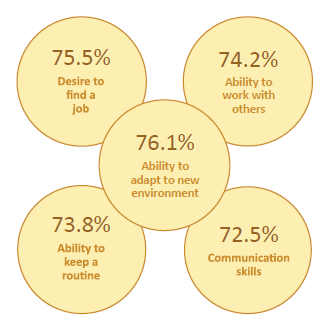 75.5%
Desire to
find a
job
74.2%
Ability to
work with
others
76.1%
Ability to
adapt to new
environment
73.8%
Ability to
keep a
routine
72.5%
Communication
skills